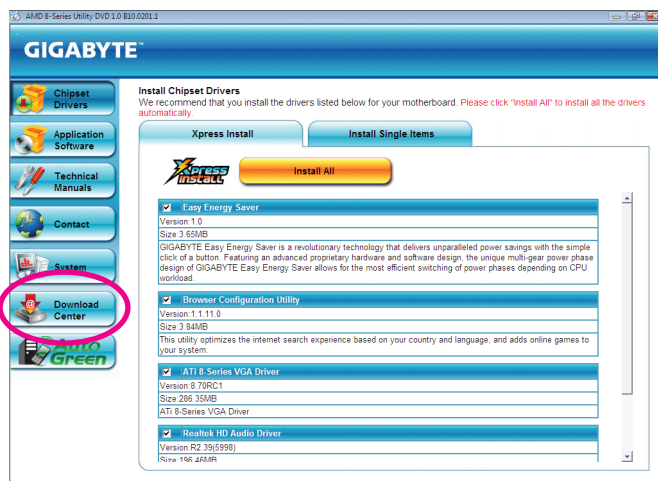 AMD 8-Series Utility DVD 1.0 B10.0201.1
GIGABYTE™
Chipset
Drivers
Application
Software
Technical
Manuals
Contact
System
Download
Center
Auto
Green
Install Chipset Drivers
We recommend that you install the drivers listed below for your motherboard. Please click "Install All" to install all the drivers
automatically.
Xpress Install
Install Single Items
Xpress
Install
Install All
Easy Energy Saver
Version:1.0
Size:3.65MB
GIGABYTE Easy Energy Saver is a revolutionary technology that delivers unparalleled power savings with the simple
click of a button. Featuring an advanced proprietary hardware and software design, the unique multi-gear power phase
design of GIGABYTE Easy Energy Saver allows for the most efficient switching of power phases depending on CPU
workload.
Browser Configuration Utility
Version:1.1.11.0
Size:3.84MB
This utility optimizes the internet search experience based on your country and language, and adds online games to
your system.
ATi 8-Series VGA Driver
Version:8.70RC1
Size:286.35MB
ATi 8-Series VGA Driver
Realtek HD Audio Driver
Version:R2.39(5998)
Size:196.46MB